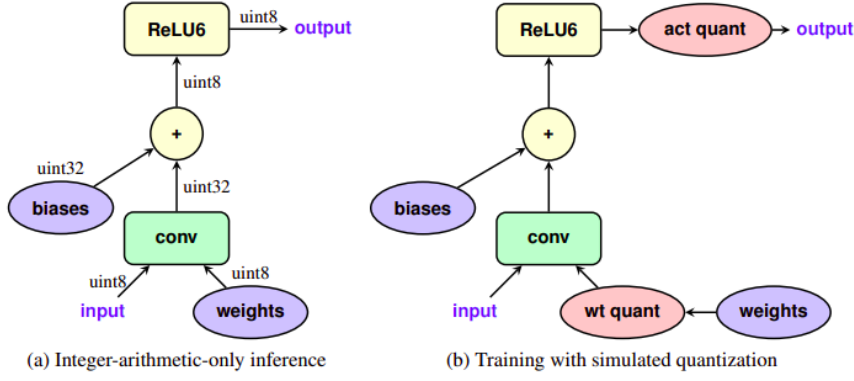 ReLU6
uint8
output
uint8
+
uint32
biases
uint32
conv
uint8
uint8
input
weights
(a) Integer-arithmetic-only inference
ReLU6
act quant
output
+
biases
conv
input
wt quant
weights
(b) Training with simulated quantization